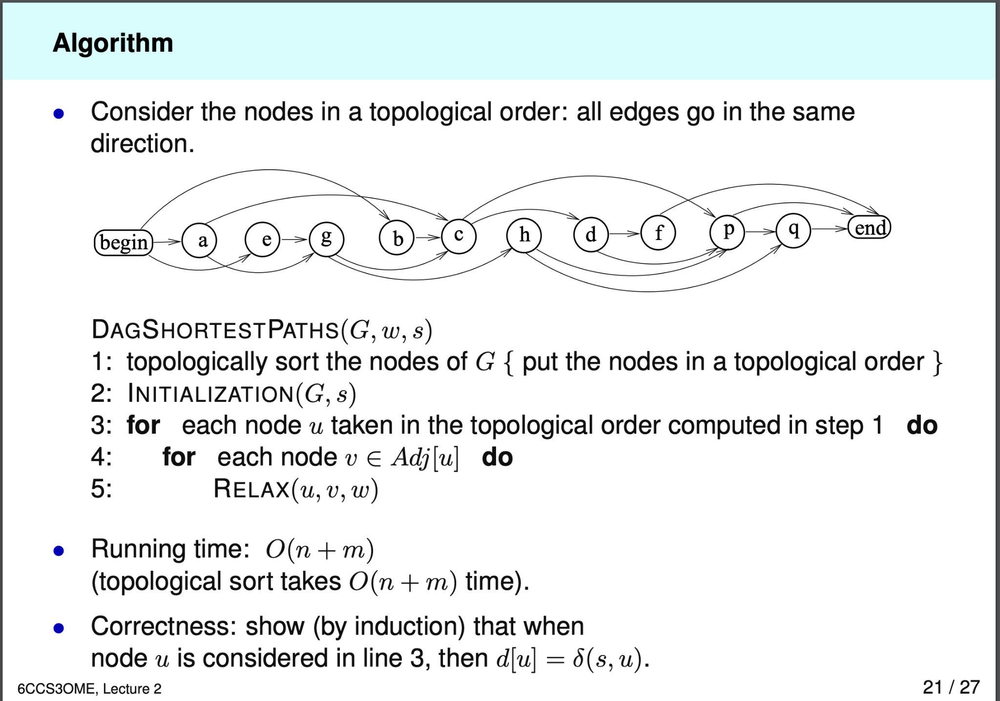 Algorithm
• Consider the nodes in a topological order: all edges go in the same
direction.
begin a e g b c h d f p q end
DAGSHORTESTPATHS(G, w, s)
1: topologically sort the nodes of G { put the nodes in a topological order }
2: INITIALIZATION(G, s)
3: for each node u taken in the topological order computed in step 1 do
4: for each node v ∈ Adj[u] do
5: RELAX(u, v, w)
• Running time: O(n + m)
(topological sort takes O(n + m) time).
• Correctness: show (by induction) that when
node u is considered in line 3, then d[u] = δ(s, u).
6CCS3OME, Lecture 2
21 / 27